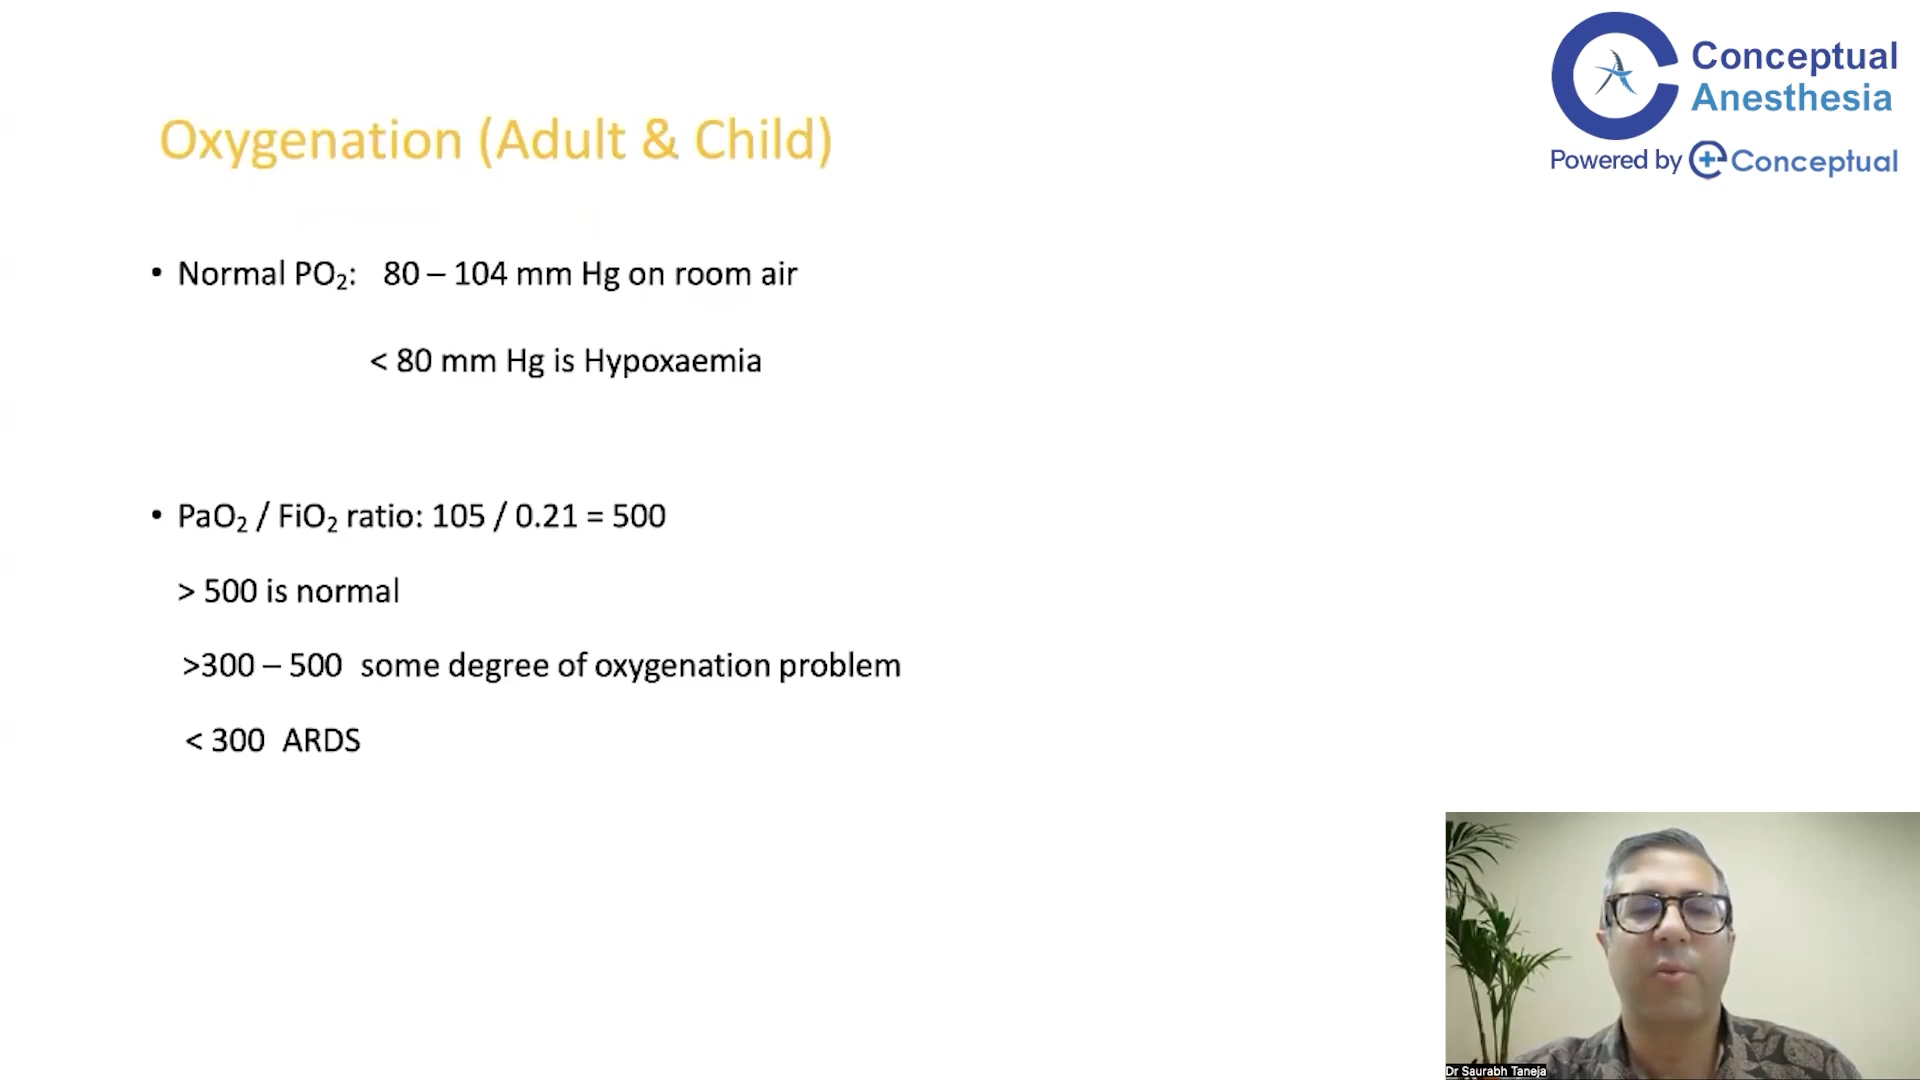 Conceptual
Anesthesia
Powered by Conceptual
Oxygenation (Adult & Child)
• Normal PO₂: 80 – 104 mm Hg on room air
< 80 mm Hg is Hypoxaemia
• PaO₂ / FiO₂ ratio: 105 / 0.21 = 500
> 500 is normal
>300 – 500 some degree of oxygenation problem
< 300 ARDS
Dr Saurabh Taneja